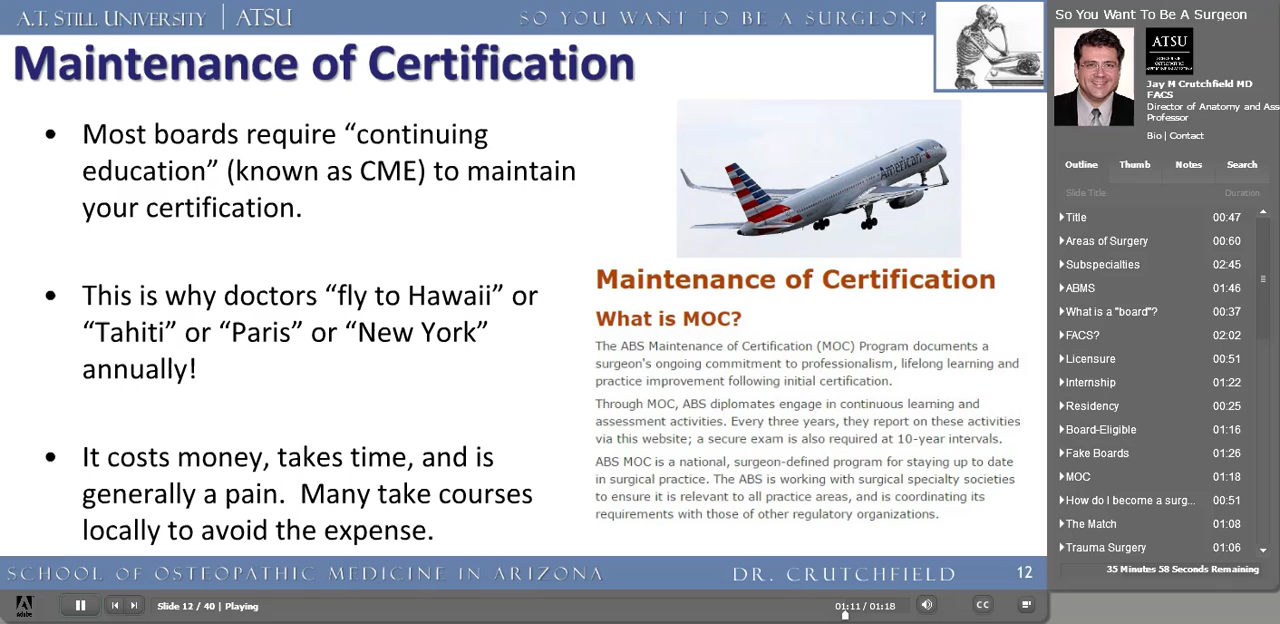 A.T. STILL UNIVERSITY | ATSU
SO YOU WANT TO BE A SURGEON?
Maintenance of Certification
• Most boards require “continuing
education” (known as CME) to maintain
your certification.
• This is why doctors “fly to Hawaii” or
“Tahiti” or “Paris” or “New York”
annually!
• It costs money, takes time, and is
generally a pain. Many take courses
locally to avoid the expense.
American
Maintenance of Certification
What is MOC?
The ABS Maintenance of Certification (MOC) Program documents a
surgeon's ongoing commitment to professionalism, lifelong learning and
practice improvement following initial certification.
Through MOC, ABS diplomates engage in continuous learning and
assessment activities. Every three years, they report on these activities
via this website; a secure exam is also required at 10-year intervals.
ABS MOC is a national, surgeon-defined program for staying up to date
in surgical practice. The ABS is working with surgical specialty societies
to ensure it is relevant to all practice areas, and is coordinating its
requirements with those of other regulatory organizations.
SCHOOL OF OSTEOPATHIC MEDICINE IN ARIZONA
DR. CRUTCHFIELD
12
So You Want To Be A Surgeon
ATSU
Jay M Crutchfield MD
FACS
Director of Anatomy and Ass
Professor
Bio | Contact
Outline Thumb Notes Search
Slide Title Duration
Title 00:47
Areas of Surgery 00:60
Subspecialties 02:45
ABMS 01:46
What is a "board"? 00:37
FACS? 02:02
Licensure 00:51
Internship 01:22
Residency 00:25
Board-Eligible 01:16
Fake Boards 01:26
MOC 01:18
How do I become a surg... 00:51
The Match 01:08
Trauma Surgery 01:06
35 Minutes 58 Seconds Remaining
Adobe
Slide 12 / 40 | Playing
01:11 / 01:18
CC